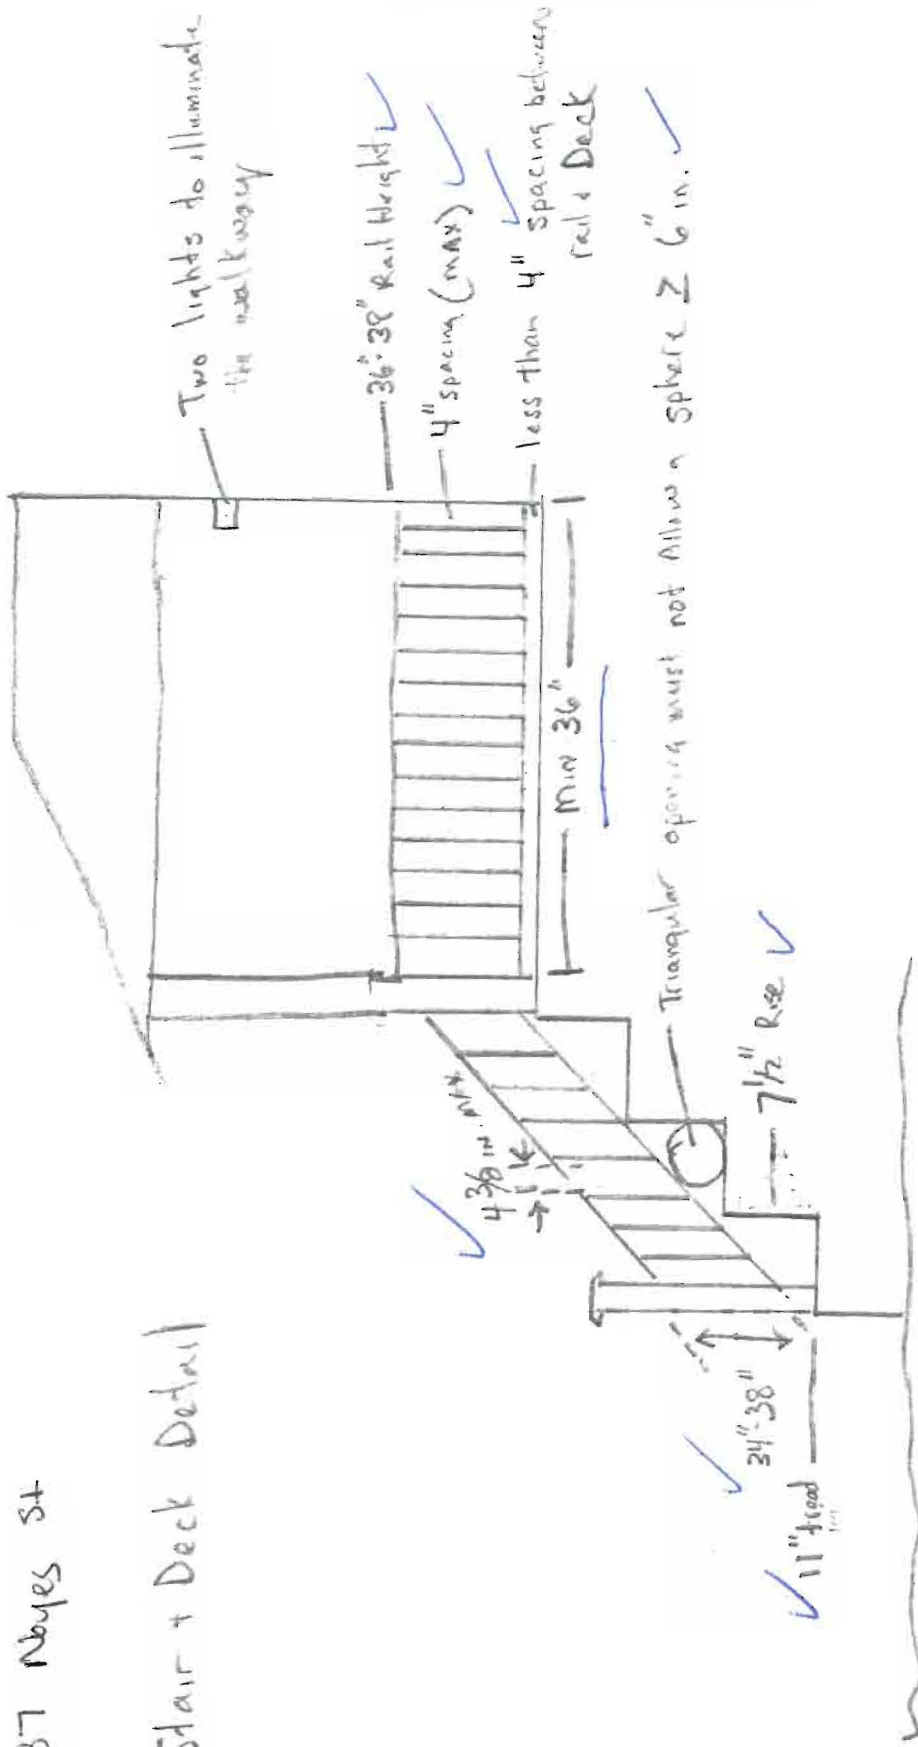 37 Noyes St
Stair + Deck Detail
Two lights to illuminate
the walkway
36"-38" Rail Height
4" spacing (max)
less than 4" spacing between
rail & Deck
Min 36"
Triangular opening must not Allow a sphere ≥ 6" in.
4 3/8 IN MAX
7 1/2" Rise
34"-38"
11" tread